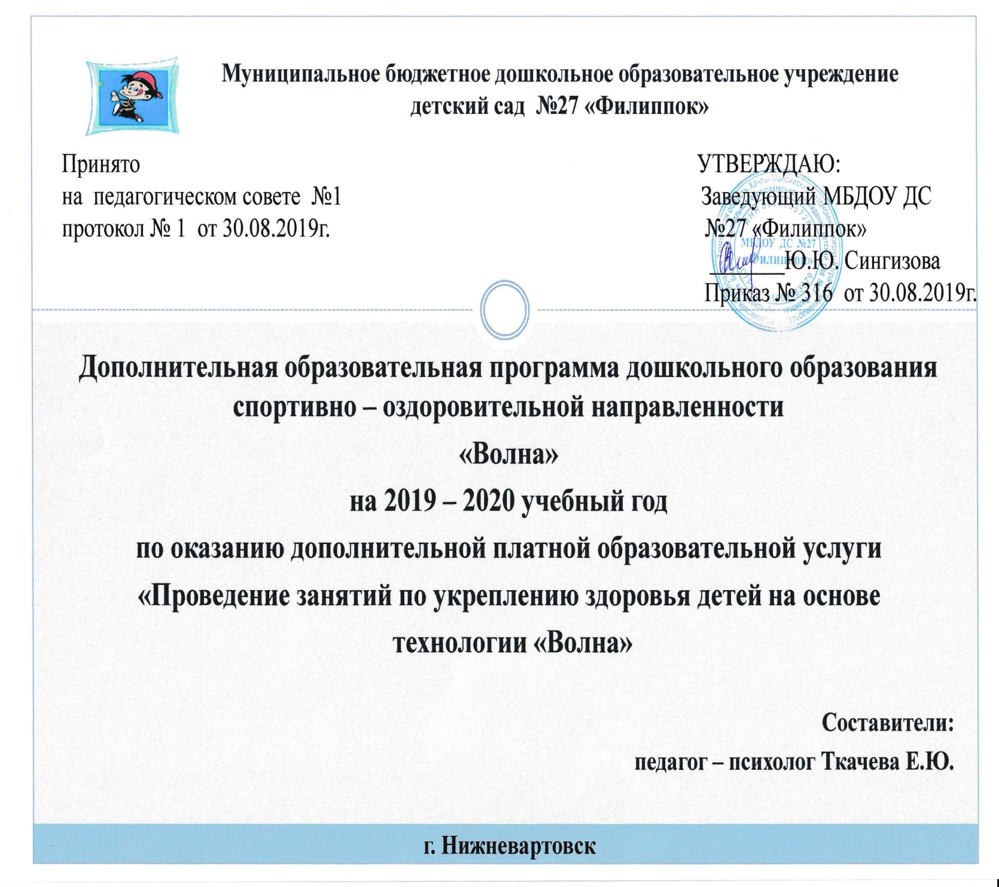 Муниципальное бюджетное дошкольное образовательное учреждение
детский сад №27 «Филиппок»
Принято
на педагогическом совете №1
протокол № 1 от 30.08.2019г.
УТВЕРЖДАЮ:
Заведующий МБДОУ ДС
№27 «Филиппок»
Ю.Ю. Сингизова
Приказ № 316 от 30.08.2019г.
МБДОУ ДС №27
«Филиппок»
Дополнительная образовательная программа дошкольного образования
спортивно – оздоровительной направленности
«Волна»
на 2019 – 2020 учебный год
по оказанию дополнительной платной образовательной услуги
«Проведение занятий по укреплению здоровья детей на основе
технологии «Волна»
Составители:
педагог – психолог Ткачева Е.Ю.
г. Нижневартовск